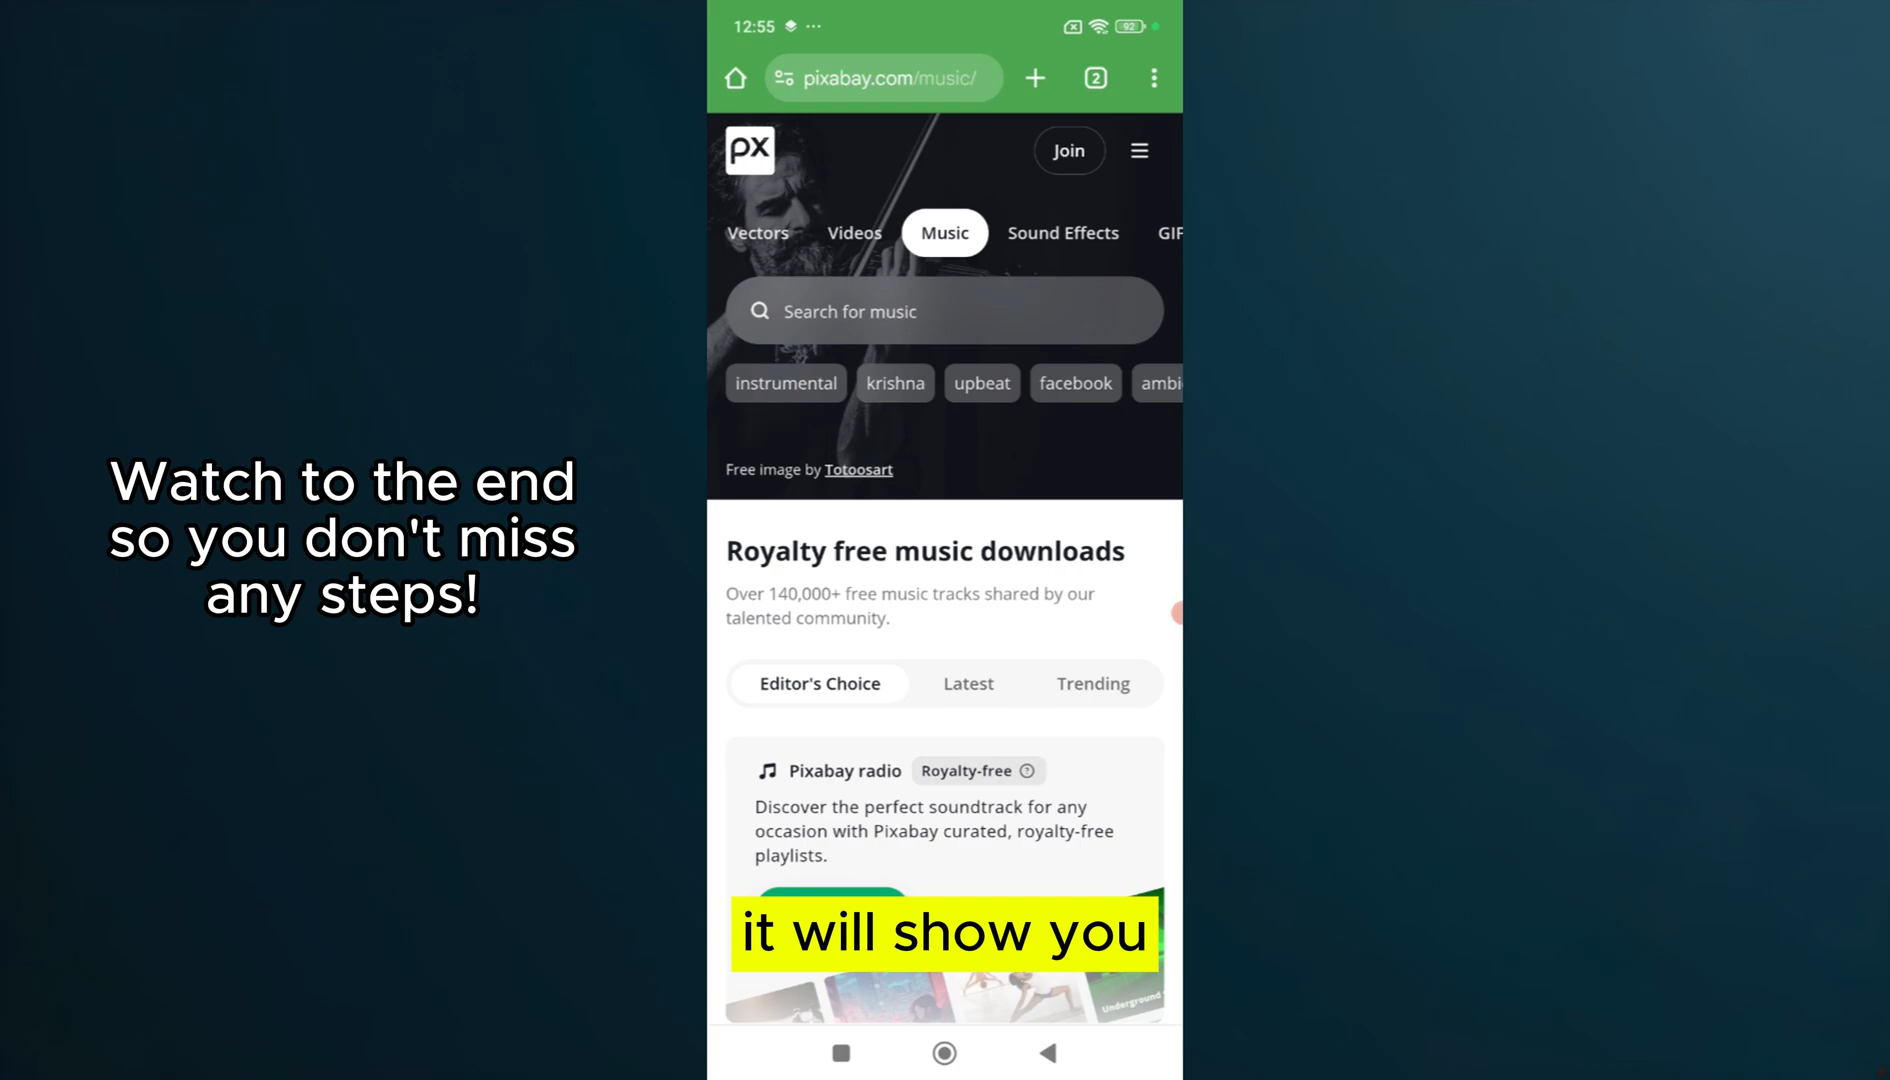 12:55
92
pixabay.com/music/
2
px
Join
Vectors Videos Music Sound Effects GIF
Search for music
instrumental krishna upbeat facebook ambi
Free image by Totoosart
Watch to the end
so you don't miss
any steps!
Royalty free music downloads
Over 140,000+ free music tracks shared by our
talented community.
Editor's Choice Latest Trending
Pixabay radio Royalty-free
Discover the perfect soundtrack for any
occasion with Pixabay curated, royalty-free
playlists.
it will show you
Underground